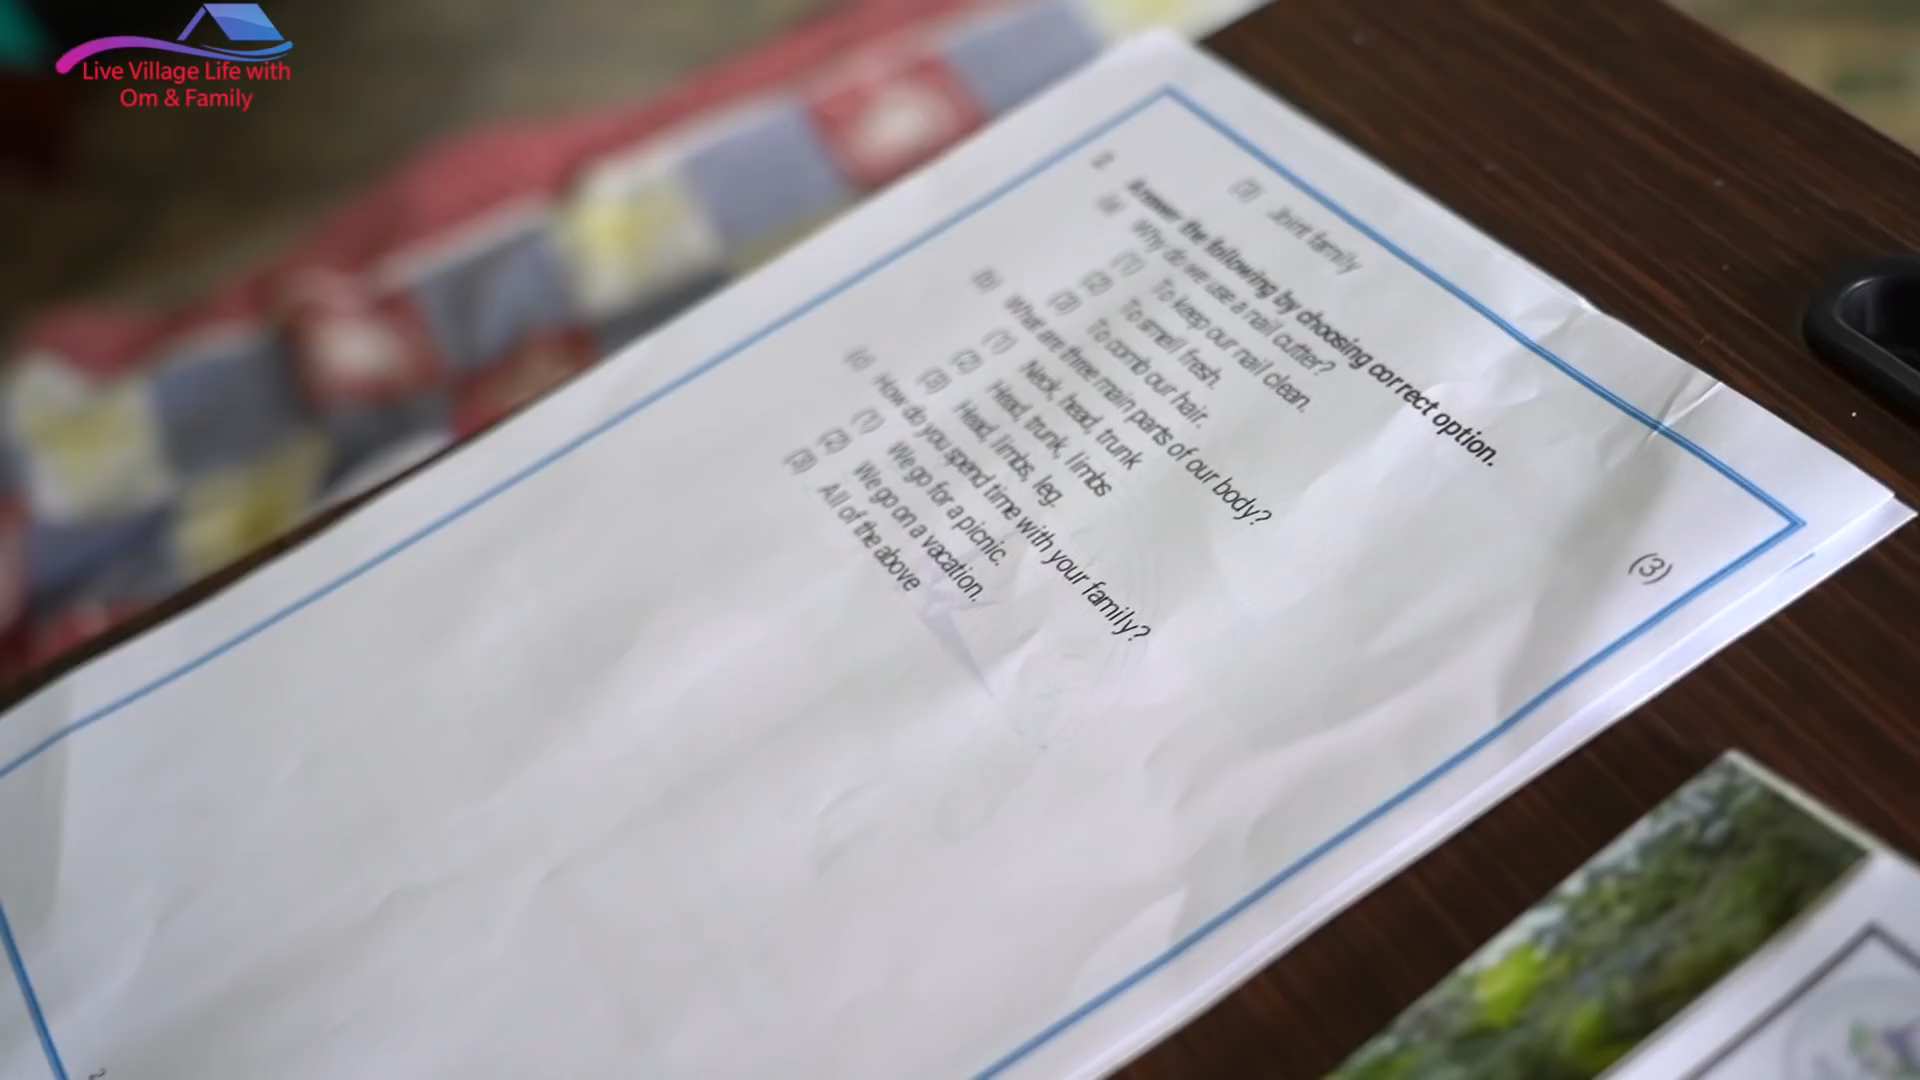 Live Village Life with
Om & Family
(3) Joint family
2. Answer the following by choosing correct option. (3)
(a) Why do we use a nail cutter?
(1) To keep our nail clean.
(2) To smell fresh.
(3) To comb our hair.
(b) What are three main parts of our body?
(1) Neck, head, trunk
(2) Head, trunk, limbs
(3) Head, limbs, leg.
(c) How do you spend time with your family?
(1) We go for a picnic.
(2) We go on a vacation.
(3) All of the above
2